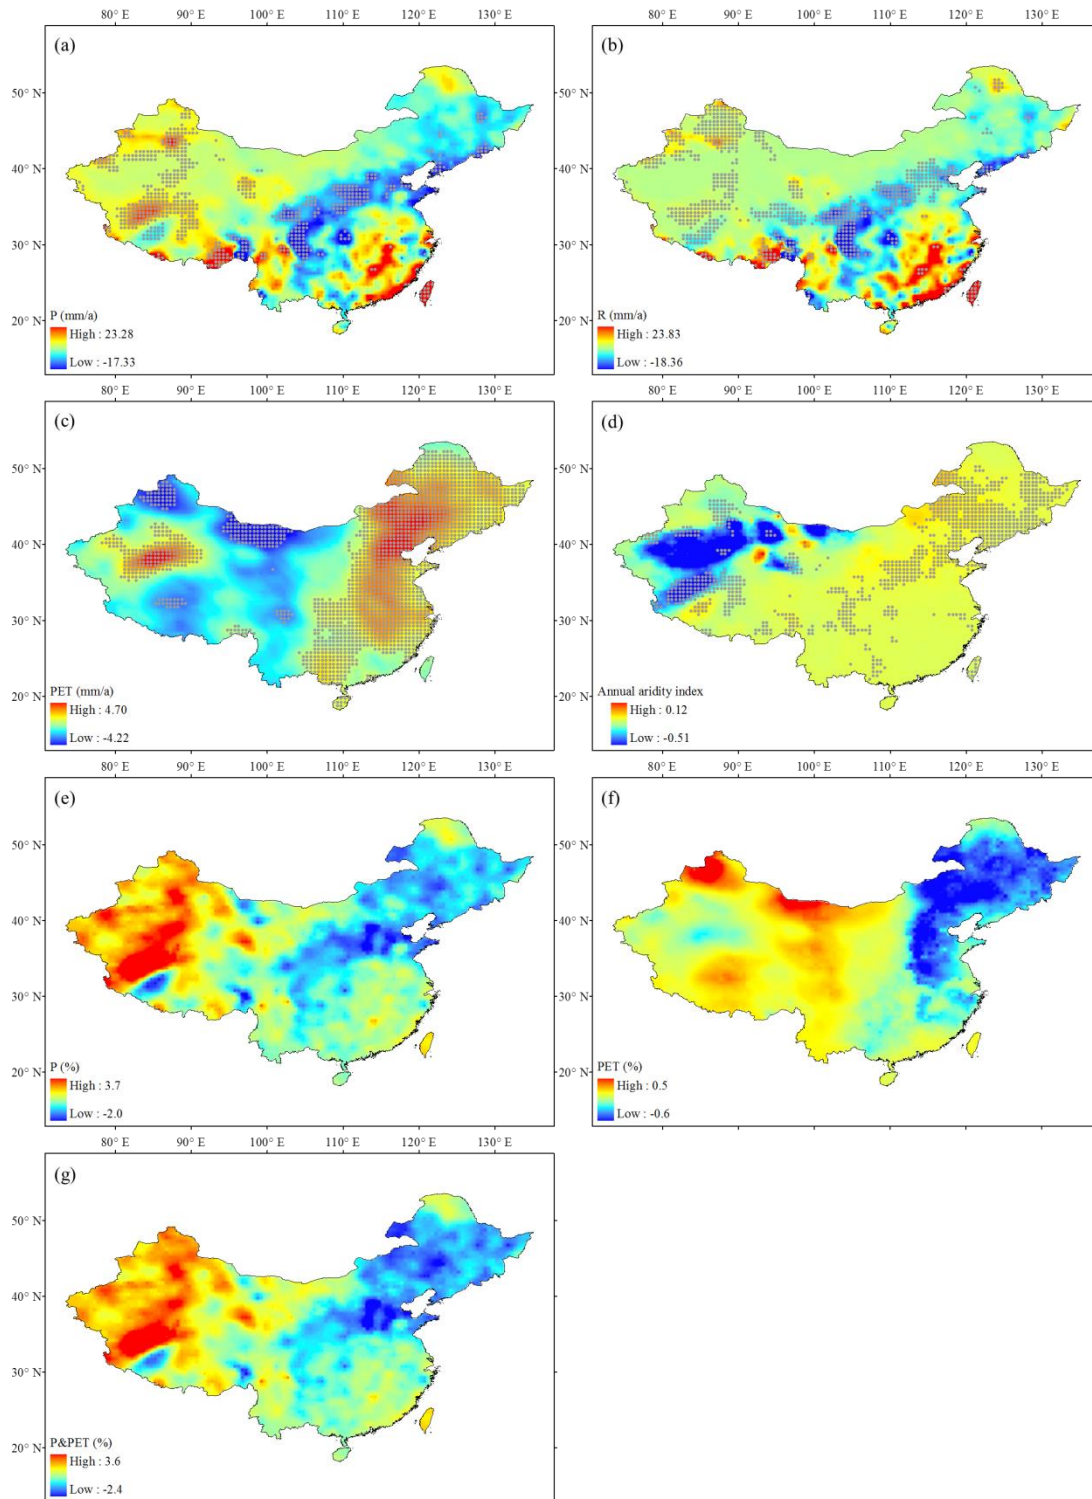 80° E 90° E 100° E 110° E 120° E 130° E
80° E 90° E 100° E 110° E 120° E 130° E
(a)
50° N
40° N
30° N
20° N
P (mm/a)
High : 23.28
Low : -17.33
(b)
50° N
40° N
30° N
20° N
R (mm/a)
High : 23.83
Low : -18.36
(c)
50° N
40° N
30° N
20° N
PET (mm/a)
High : 4.70
Low : -4.22
(d)
50° N
40° N
30° N
20° N
Annual aridity index
High : 0.12
Low : -0.51
80° E 90° E 100° E 110° E 120° E 130° E
80° E 90° E 100° E 110° E 120° E 130° E
(e)
50° N
40° N
30° N
20° N
P (%)
High : 3.7
Low : -2.0
(f)
50° N
40° N
30° N
20° N
PET (%)
High : 0.5
Low : -0.6
80° E 90° E 100° E 110° E 120° E 130° E
80° E 90° E 100° E 110° E 120° E 130° E
(g)
50° N
40° N
30° N
20° N
P&PET (%)
High : 3.6
Low : -2.4
80° E 90° E 100° E 110° E 120° E 130° E